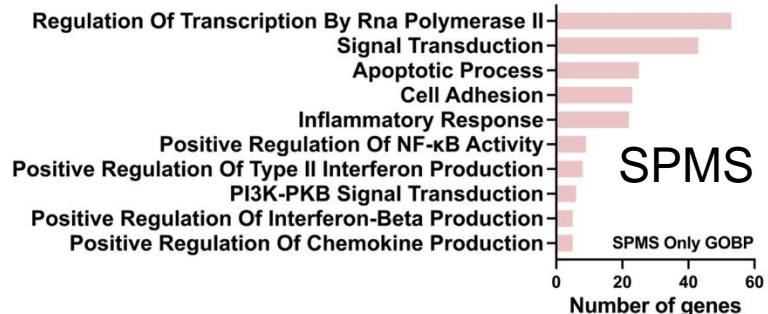 Regulation Of Transcription By Rna Polymerase II
Signal Transduction
Apoptotic Process
Cell Adhesion
Inflammatory Response
Positive Regulation Of NF-κB Activity
Positive Regulation Of Type II Interferon Production
SPMS
PI3K-PKB Signal Transduction
Positive Regulation Of Interferon-Beta Production
Positive Regulation Of Chemokine Production
SPMS Only GOBP
0 20 40 60
Number of genes